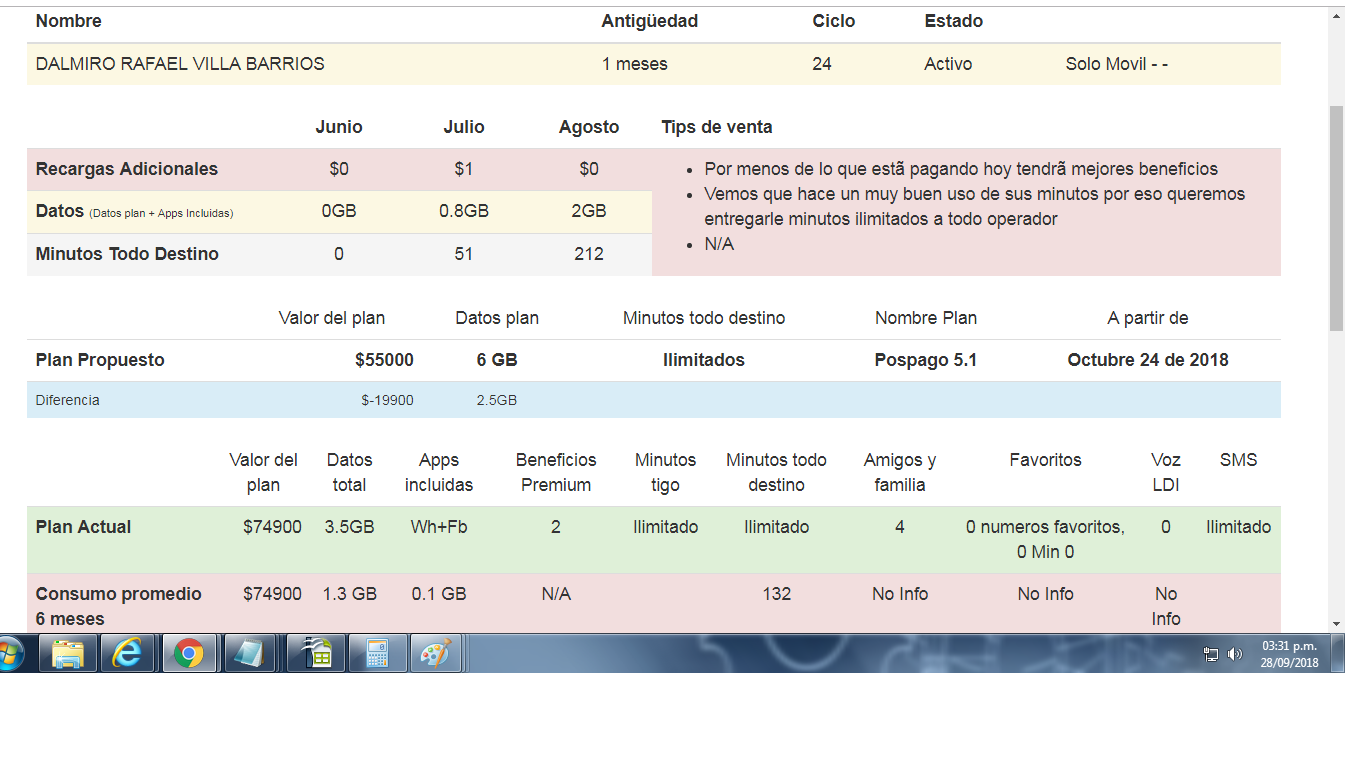 Nombre Antigüedad Ciclo Estado
DALMIRO RAFAEL VILLA BARRIOS 1 meses 24 Activo Solo Movil - -
Junio Julio Agosto Tips de venta
Recargas Adicionales $0 $1 $0
Datos (Datos plan + Apps Incluidas) 0GB 0.8GB 2GB
Minutos Todo Destino 0 51 212
• Por menos de lo que estã pagando hoy tendrã mejores beneficios
• Vemos que hace un muy buen uso de sus minutos por eso queremos
entregarle minutos ilimitados a todo operador
• N/A
Valor del plan Datos plan Minutos todo destino Nombre Plan A partir de
Plan Propuesto $55000 6 GB Ilimitados Pospago 5.1 Octubre 24 de 2018
Diferencia $-19900 2.5GB
Valor del Datos Apps Beneficios Minutos Minutos todo Amigos y Favoritos Voz SMS
plan total incluidas Premium tigo destino familia LDI
Plan Actual $74900 3.5GB Wh+Fb 2 Ilimitado Ilimitado 4 0 numeros favoritos, 0 Ilimitado
0 Min 0
Consumo promedio $74900 1.3 GB 0.1 GB N/A 132 No Info No Info No
6 meses Info
03:31 p.m.
28/09/2018